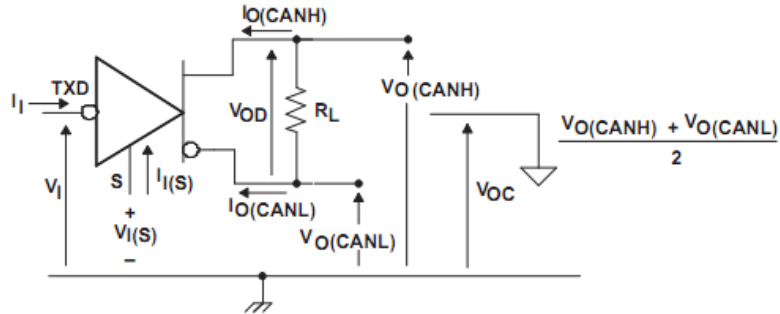 IO(CANH)
TXD
II
VOD
RL
VO(CANH)
VO(CANH) + VO(CANL)
2
VI
S
II(S)
+
VI(S)
–
IO(CANL)
VO(CANL)
VOC